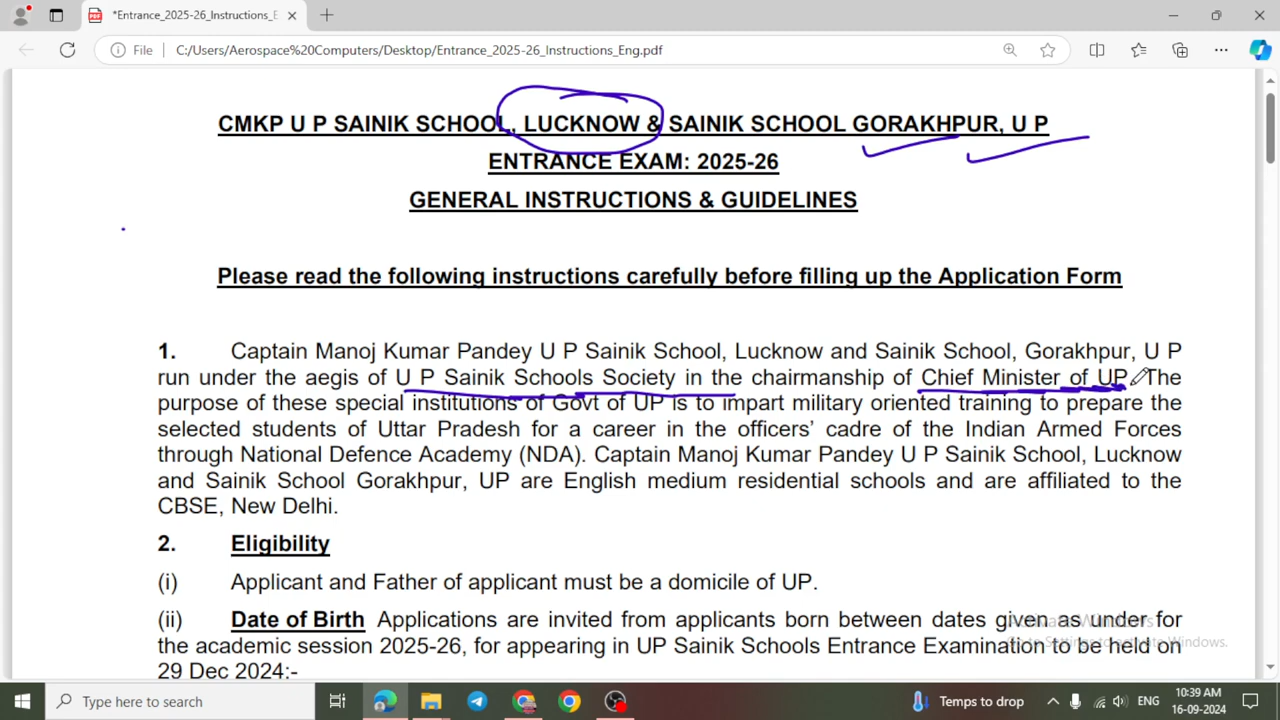 *Entrance_2025-26_Instructions_E
File
C:/Users/Aerospace%20Computers/Desktop/Entrance_2025-26_Instructions_Eng.pdf
CMKP U P SAINIK SCHOOL, LUCKNOW & SAINIK SCHOOL GORAKHPUR, U P
ENTRANCE EXAM: 2025-26
GENERAL INSTRUCTIONS & GUIDELINES
Please read the following instructions carefully before filling up the Application Form
1. Captain Manoj Kumar Pandey U P Sainik School, Lucknow and Sainik School, Gorakhpur, U P
run under the aegis of U P Sainik Schools Society in the chairmanship of Chief Minister of UP. The
purpose of these special institutions of Govt of UP is to impart military oriented training to prepare the
selected students of Uttar Pradesh for a career in the officers' cadre of the Indian Armed Forces
through National Defence Academy (NDA). Captain Manoj Kumar Pandey U P Sainik School, Lucknow
and Sainik School Gorakhpur, UP are English medium residential schools and are affiliated to the
CBSE, New Delhi.
2. Eligibility
(i) Applicant and Father of applicant must be a domicile of UP.
(ii) Date of Birth Applications are invited from applicants born between dates given as under for
the academic session 2025-26, for appearing in UP Sainik Schools Entrance Examination to be held on
29 Dec 2024:-
Activate Windows
Go to Settings to activate Windows.
Type here to search
Temps to drop
ENG
10:39 AM
16-09-2024